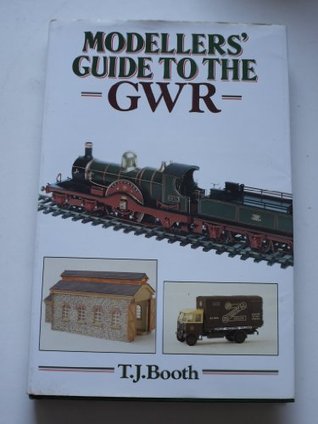 MODELLERS'
GUIDE TO THE
GWR
T.J.Booth